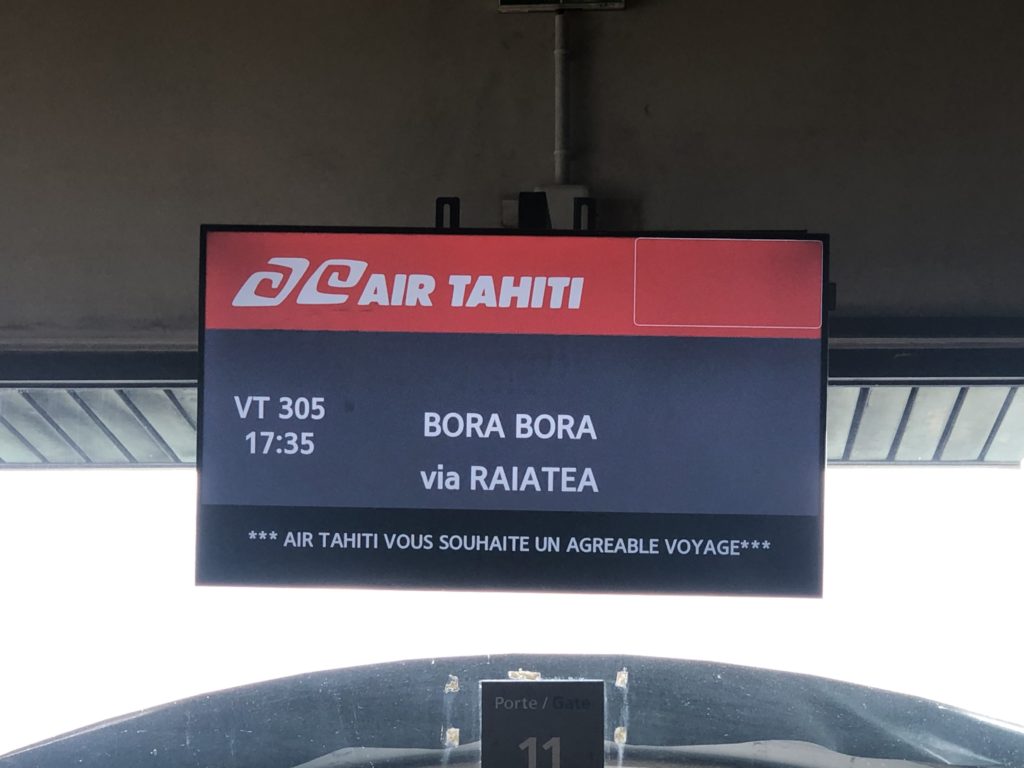 AIR TAHITI
VT 305
17:35
BORA BORA
via RAIATEA
*** AIR TAHITI VOUS SOUHAITE UN AGREABLE VOYAGE***
Porte / Gate
11